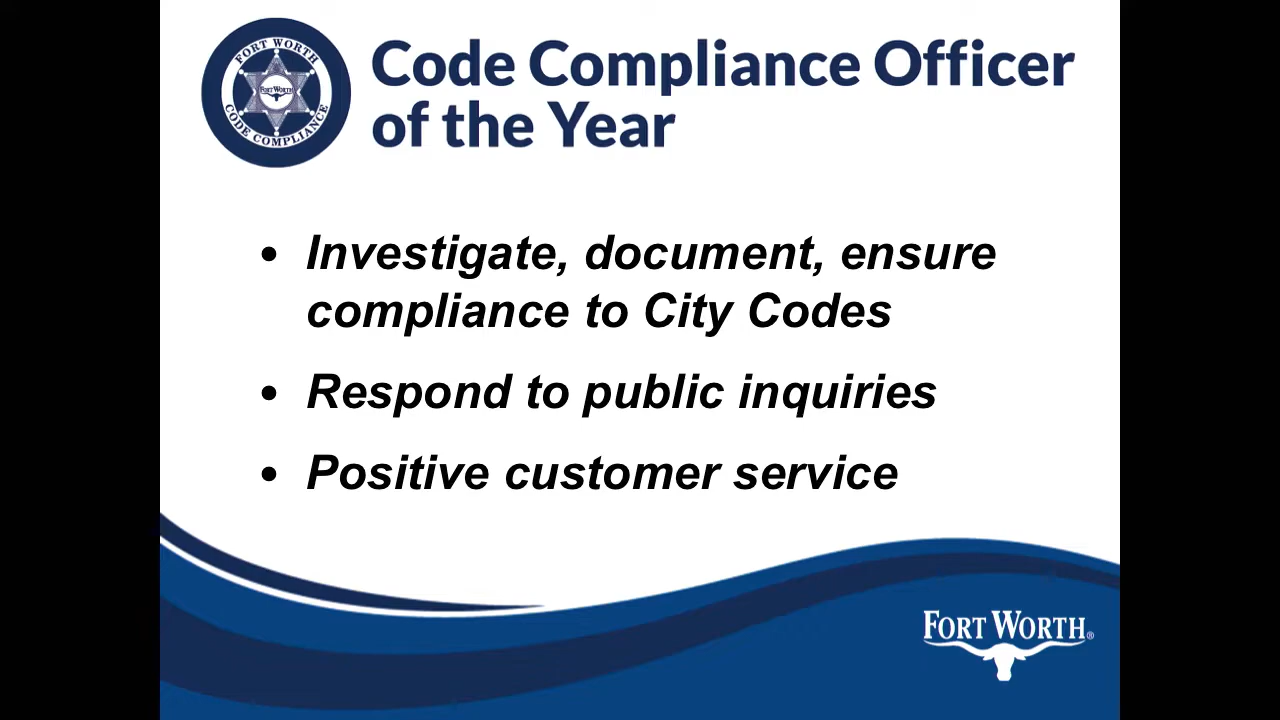 FORT WORTH
FORT WORTH
CODE COMPLIANCE
Code Compliance Officer
of the Year
• Investigate, document, ensure
compliance to City Codes
• Respond to public inquiries
• Positive customer service
FORT WORTH®